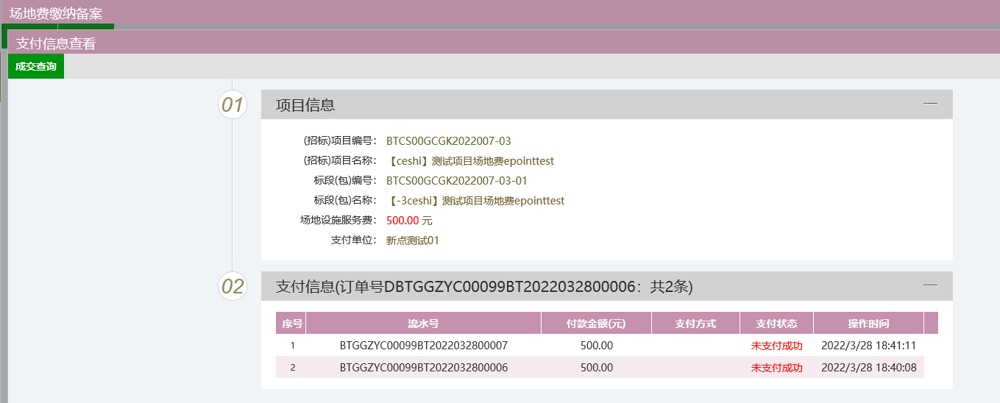 场地费缴纳备案
支付信息查看
成交查询
01 项目信息
(招标)项目编号： BTCS00GCGK2022007-03
(招标)项目名称： 【ceshi】测试项目场地费epointtest
标段(包)编号： BTCS00GCGK2022007-03-01
标段(包)名称： 【-3ceshi】测试项目场地费epointtest
场地设施服务费： 500.00 元
支付单位： 新点测试01
02 支付信息(订单号DBTGGZYC00099BT2022032800006：共2条)
序号 流水号 付款金额(元) 支付方式 支付状态 操作时间
1 BTGGZYC00099BT2022032800007 500.00 未支付成功 2022/3/28 18:41:11
2 BTGGZYC00099BT2022032800006 500.00 未支付成功 2022/3/28 18:40:08